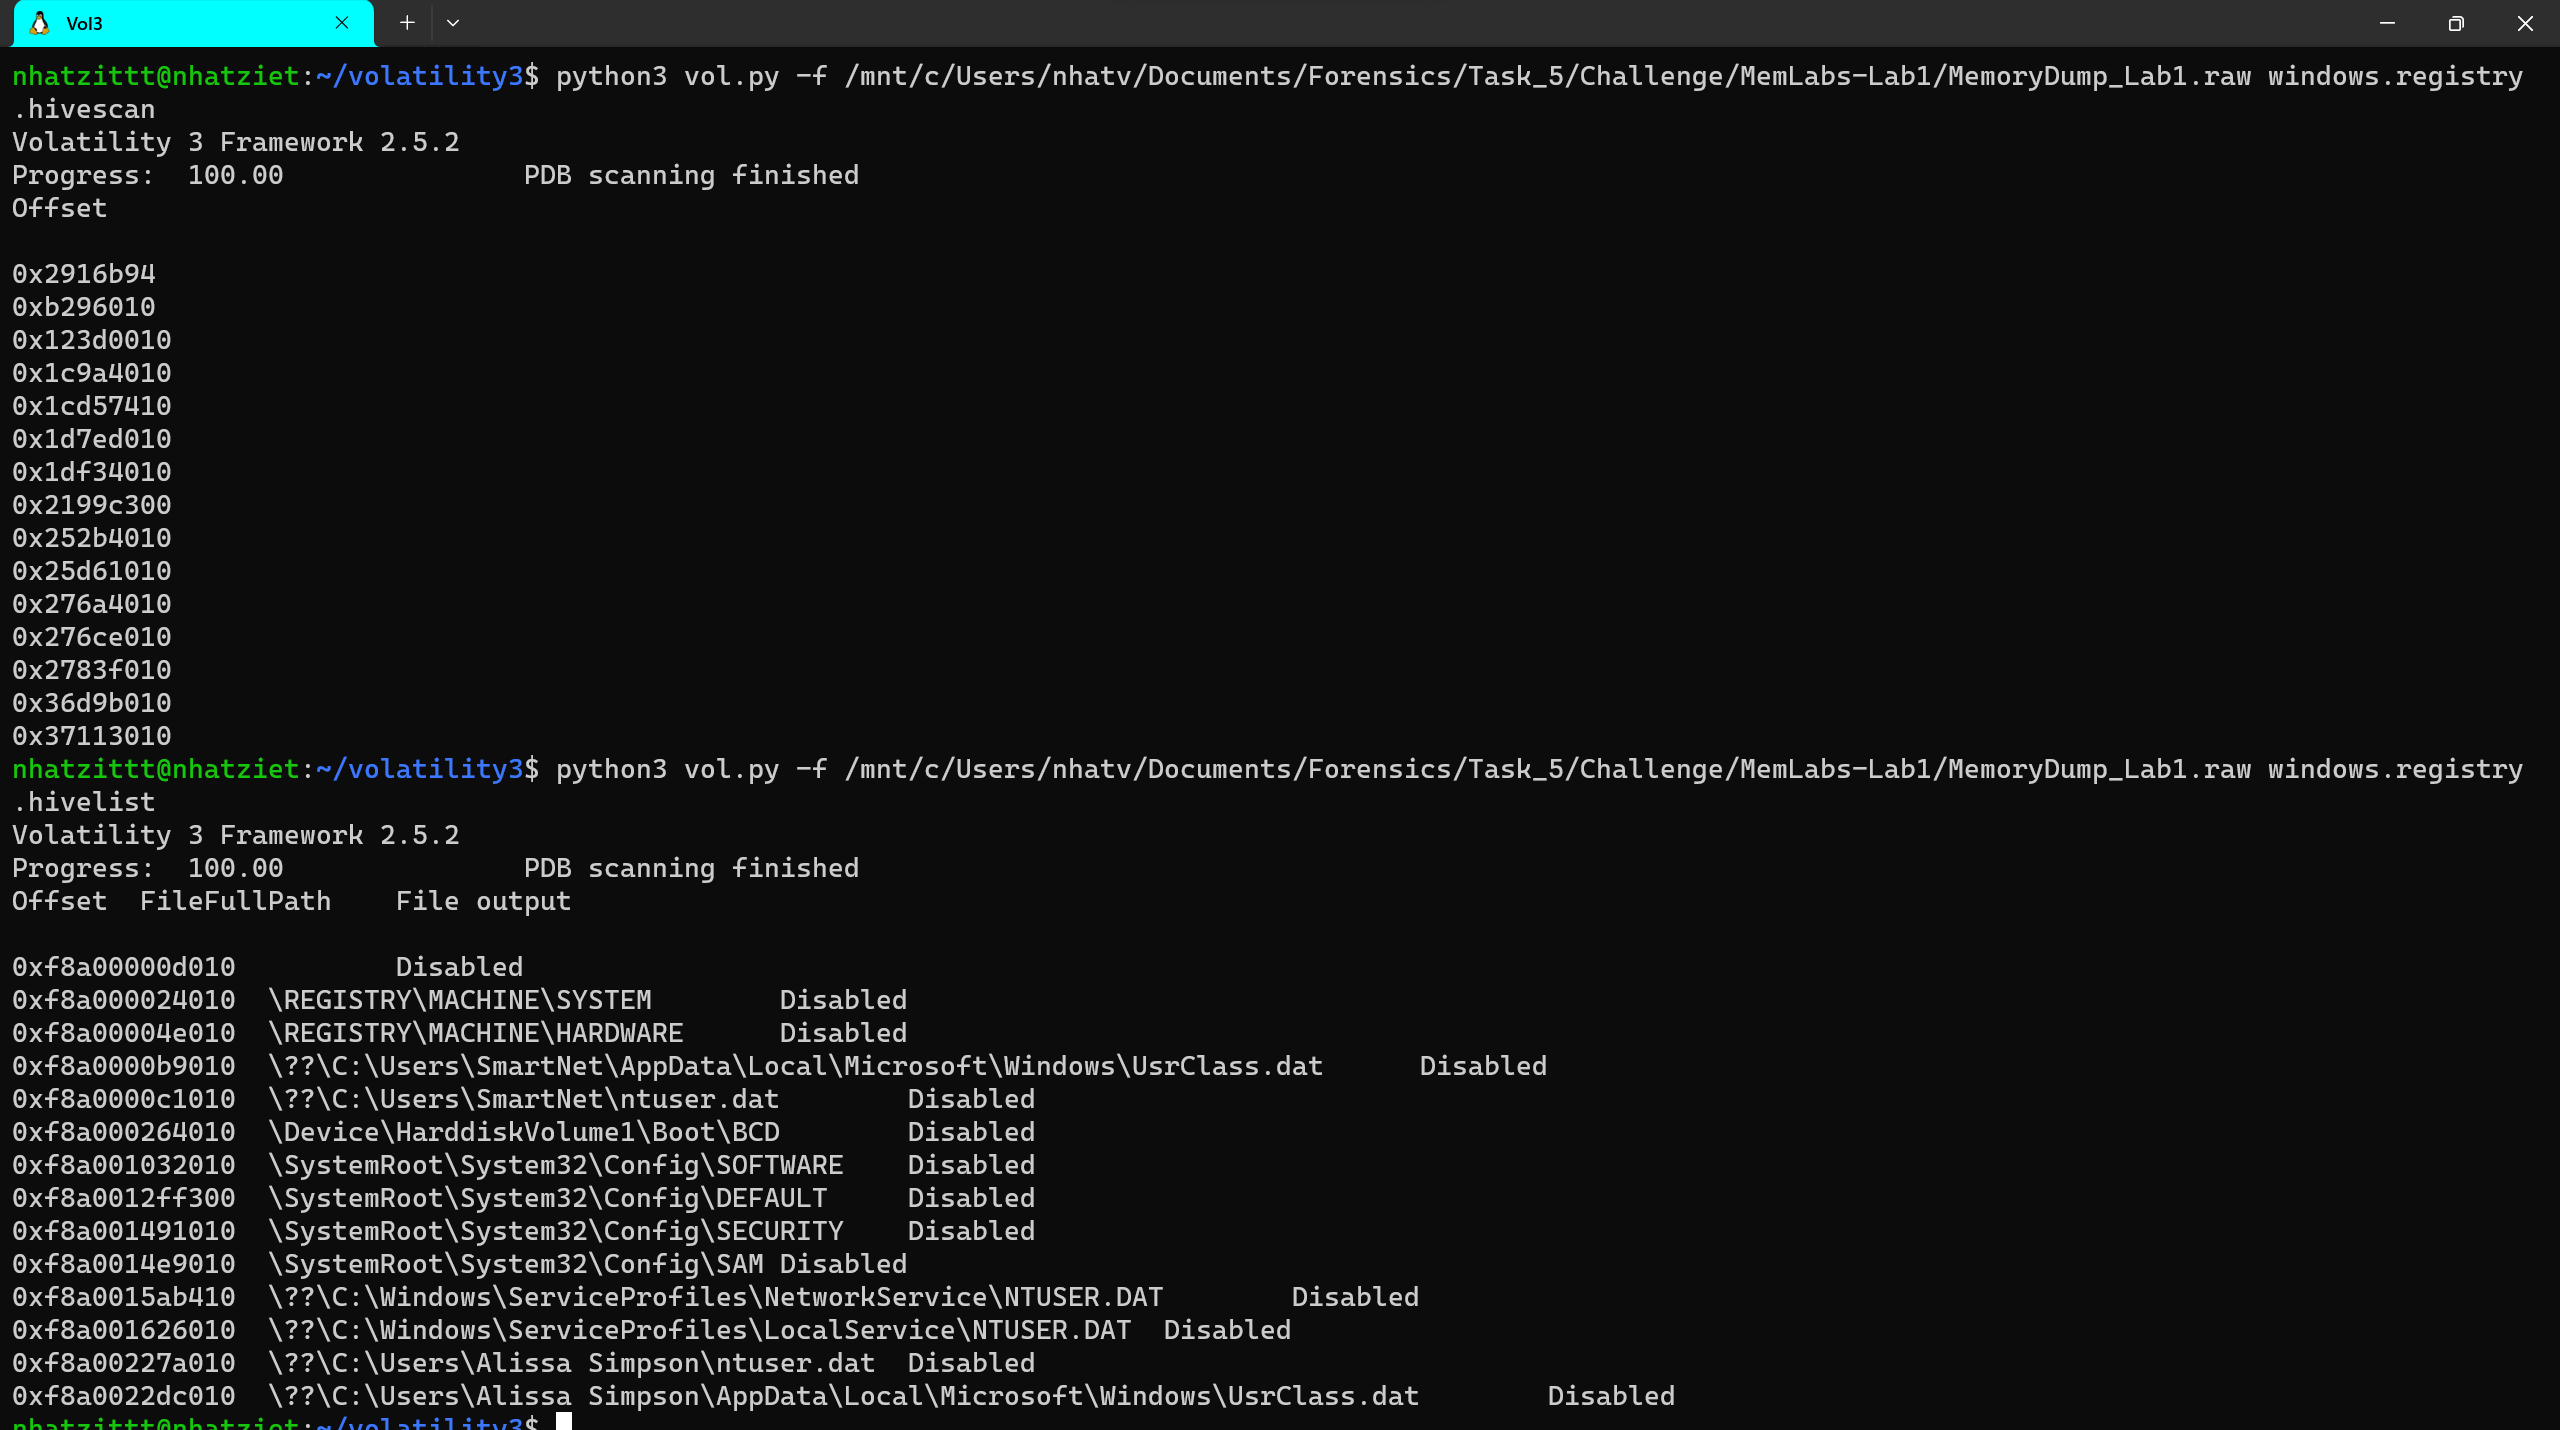 Vol3
nhatzittt@nhatziet:~/volatility3$ python3 vol.py -f /mnt/c/Users/nhatv/Documents/Forensics/Task_5/Challenge/MemLabs-Lab1/MemoryDump_Lab1.raw windows.registry
.hivescan
Volatility 3 Framework 2.5.2
Progress:  100.00               PDB scanning finished
Offset
0x2916b94
0xb296010
0x123d0010
0x1c9a4010
0x1cd57410
0x1d7ed010
0x1df34010
0x2199c300
0x252b4010
0x25d61010
0x276a4010
0x276ce010
0x2783f010
0x36d9b010
0x37113010
nhatzittt@nhatziet:~/volatility3$ python3 vol.py -f /mnt/c/Users/nhatv/Documents/Forensics/Task_5/Challenge/MemLabs-Lab1/MemoryDump_Lab1.raw windows.registry
.hivelist
Volatility 3 Framework 2.5.2
Progress:  100.00               PDB scanning finished
Offset  FileFullPath    File output
0xf8a00000d010          Disabled
0xf8a000024010  \REGISTRY\MACHINE\SYSTEM        Disabled
0xf8a00004e010  \REGISTRY\MACHINE\HARDWARE      Disabled
0xf8a0000b9010  \??\C:\Users\SmartNet\AppData\Local\Microsoft\Windows\UsrClass.dat      Disabled
0xf8a0000c1010  \??\C:\Users\SmartNet\ntuser.dat        Disabled
0xf8a000264010  \Device\HarddiskVolume1\Boot\BCD        Disabled
0xf8a001032010  \SystemRoot\System32\Config\SOFTWARE    Disabled
0xf8a0012ff300  \SystemRoot\System32\Config\DEFAULT     Disabled
0xf8a001491010  \SystemRoot\System32\Config\SECURITY    Disabled
0xf8a0014e9010  \SystemRoot\System32\Config\SAM Disabled
0xf8a0015ab410  \??\C:\Windows\ServiceProfiles\NetworkService\NTUSER.DAT        Disabled
0xf8a001626010  \??\C:\Windows\ServiceProfiles\LocalService\NTUSER.DAT  Disabled
0xf8a00227a010  \??\C:\Users\Alissa Simpson\ntuser.dat  Disabled
0xf8a0022dc010  \??\C:\Users\Alissa Simpson\AppData\Local\Microsoft\Windows\UsrClass.dat        Disabled
nhatzittt@nhatziet:~/volatility3$